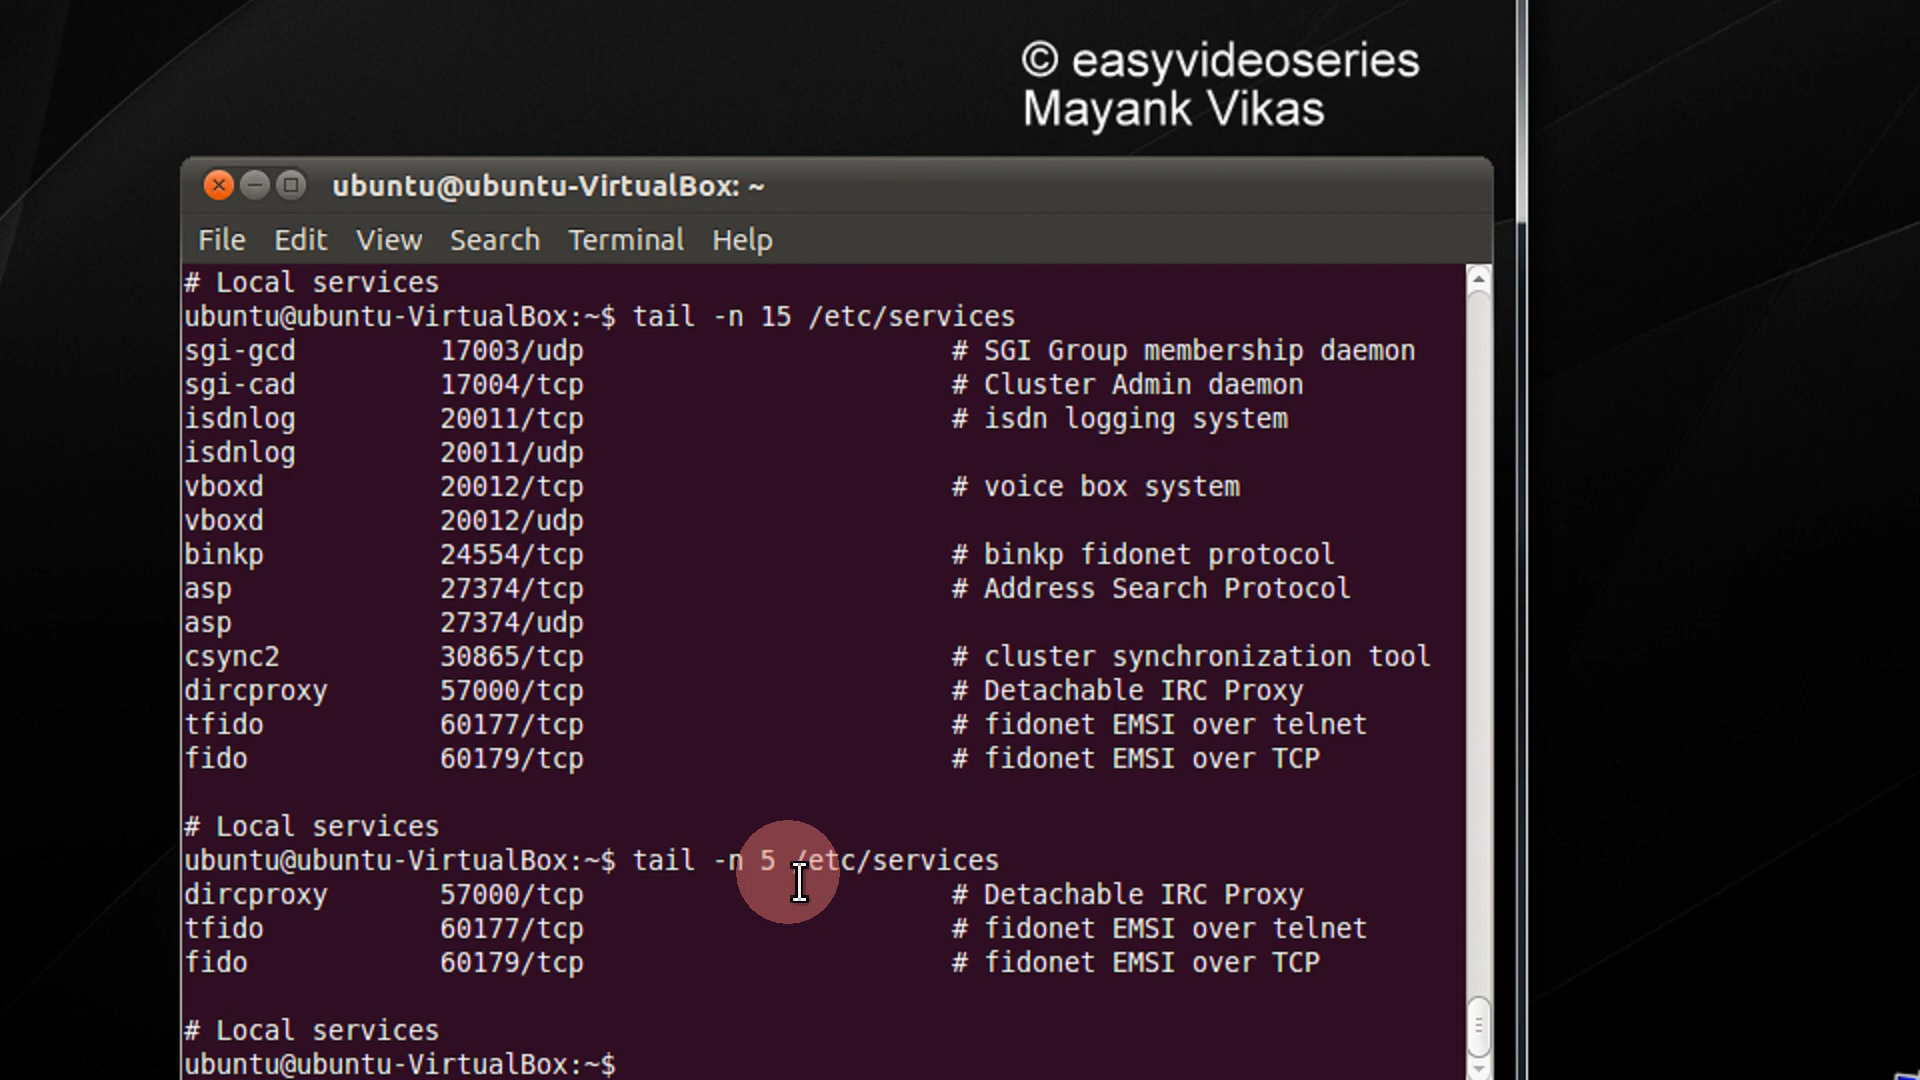 © easyvideoseries
Mayank Vikas
ubuntu@ubuntu-VirtualBox: ~
File Edit View Search Terminal Help
# Local services
ubuntu@ubuntu-VirtualBox:~$ tail -n 15 /etc/services
sgi-gcd 17003/udp # SGI Group membership daemon
sgi-cad 17004/tcp # Cluster Admin daemon
isdnlog 20011/tcp # isdn logging system
isdnlog 20011/udp
vboxd 20012/tcp # voice box system
vboxd 20012/udp
binkp 24554/tcp # binkp fidonet protocol
asp 27374/tcp # Address Search Protocol
asp 27374/udp
csync2 30865/tcp # cluster synchronization tool
dircproxy 57000/tcp # Detachable IRC Proxy
tfido 60177/tcp # fidonet EMSI over telnet
fido 60179/tcp # fidonet EMSI over TCP
# Local services
ubuntu@ubuntu-VirtualBox:~$ tail -n 5 /etc/services
dircproxy 57000/tcp # Detachable IRC Proxy
tfido 60177/tcp # fidonet EMSI over telnet
fido 60179/tcp # fidonet EMSI over TCP
# Local services
ubuntu@ubuntu-VirtualBox:~$